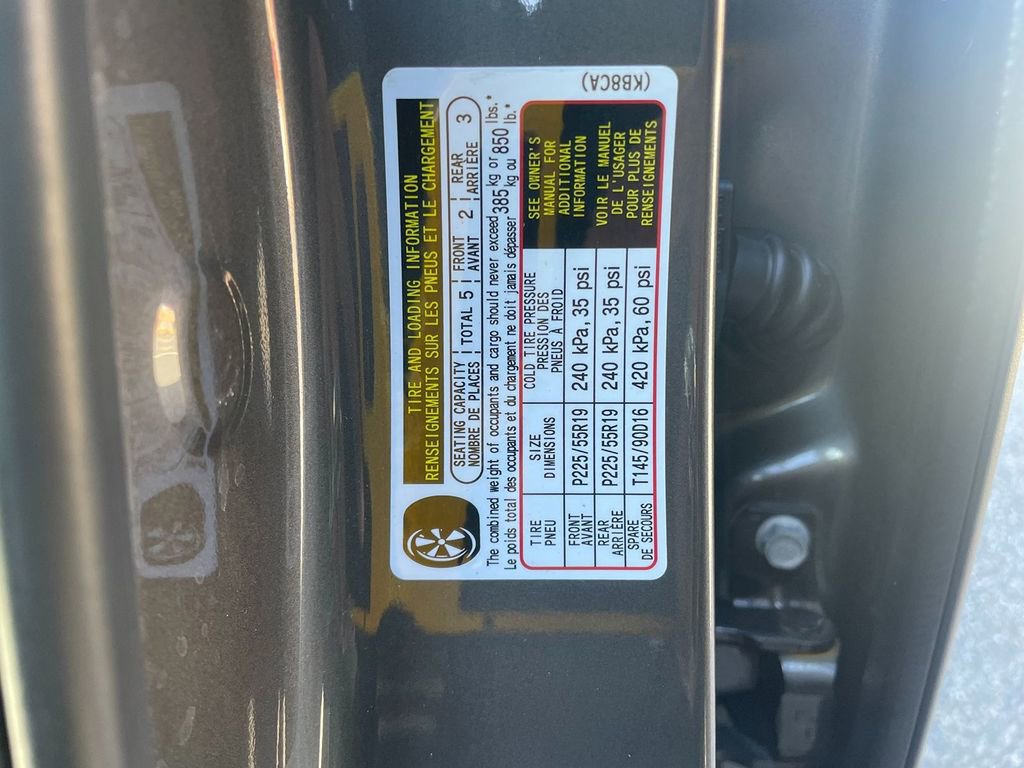 TIRE AND LOADING INFORMATION
RENSEIGNEMENTS SUR LES PNEUS ET LE CHARGEMENT
SEATING CAPACITY
NOMBRE DE PLACES
TOTAL 5
FRONT
AVANT
2
REAR
ARRIÈRE
3
The combined weight of occupants and cargo should never exceed 385 kg or 850 lbs.*
Le poids total des occupants et du chargement ne doit jamais dépasser kg ou lb.*
TIRE
PNEU
SIZE
DIMENSIONS
COLD TIRE PRESSURE
PRESSION DES
PNEUS À FROID
FRONT
AVANT
P225/55R19
240 kPa, 35 psi
REAR
ARRIÈRE
P225/55R19
240 kPa, 35 psi
SPARE
DE SECOURS
T145/90D16
420 kPa, 60 psi
SEE OWNER'S
MANUAL FOR
ADDITIONAL
INFORMATION
VOIR LE MANUEL
DE L'USAGER
POUR PLUS DE
RENSEIGNEMENTS
(KB8CA)